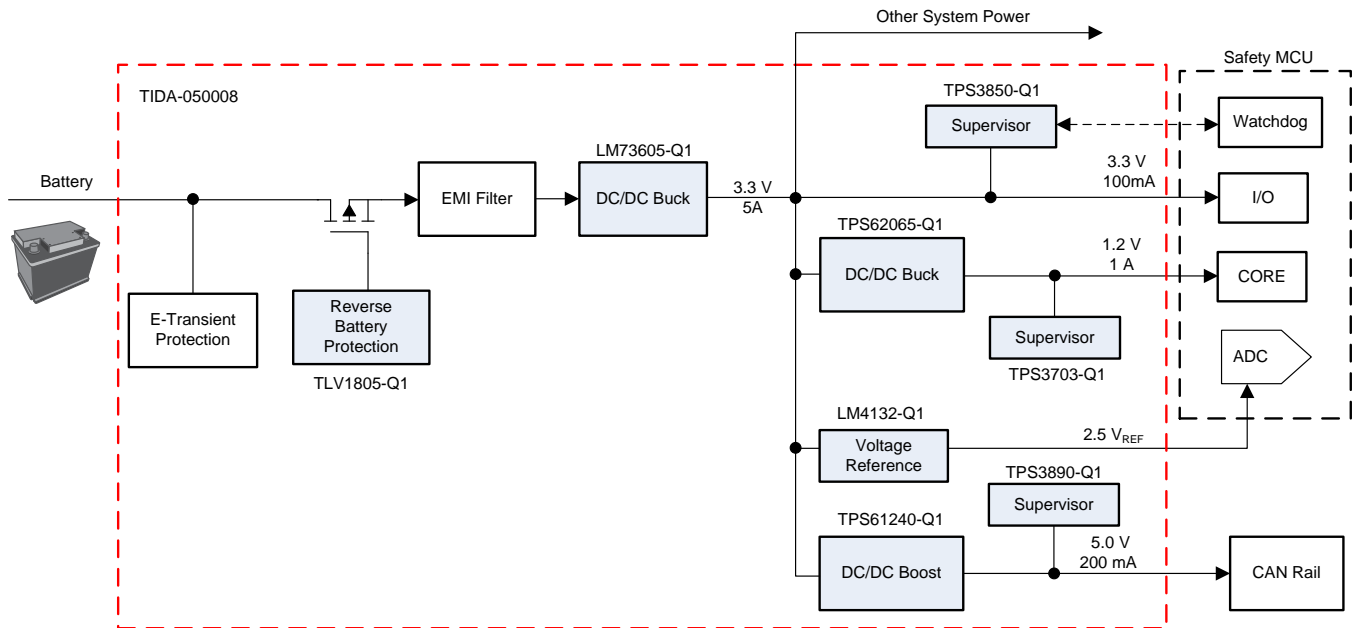 Other System Power
Safety MCU
TIDA-050008
TPS3850-Q1
Supervisor
Watchdog
LM73605-Q1
Battery
EMI Filter
DC/DC Buck
3.3 V
5A
3.3 V
100mA
I/O
TPS62065-Q1
DC/DC Buck
1.2 V
1 A
CORE
E-Transient
Protection
Reverse
Battery
Protection
TLV1805-Q1
Supervisor
TPS3703-Q1
ADC
LM4132-Q1
Voltage
Reference
2.5 VREF
TPS3890-Q1
Supervisor
TPS61240-Q1
DC/DC Boost
5.0 V
200 mA
CAN Rail